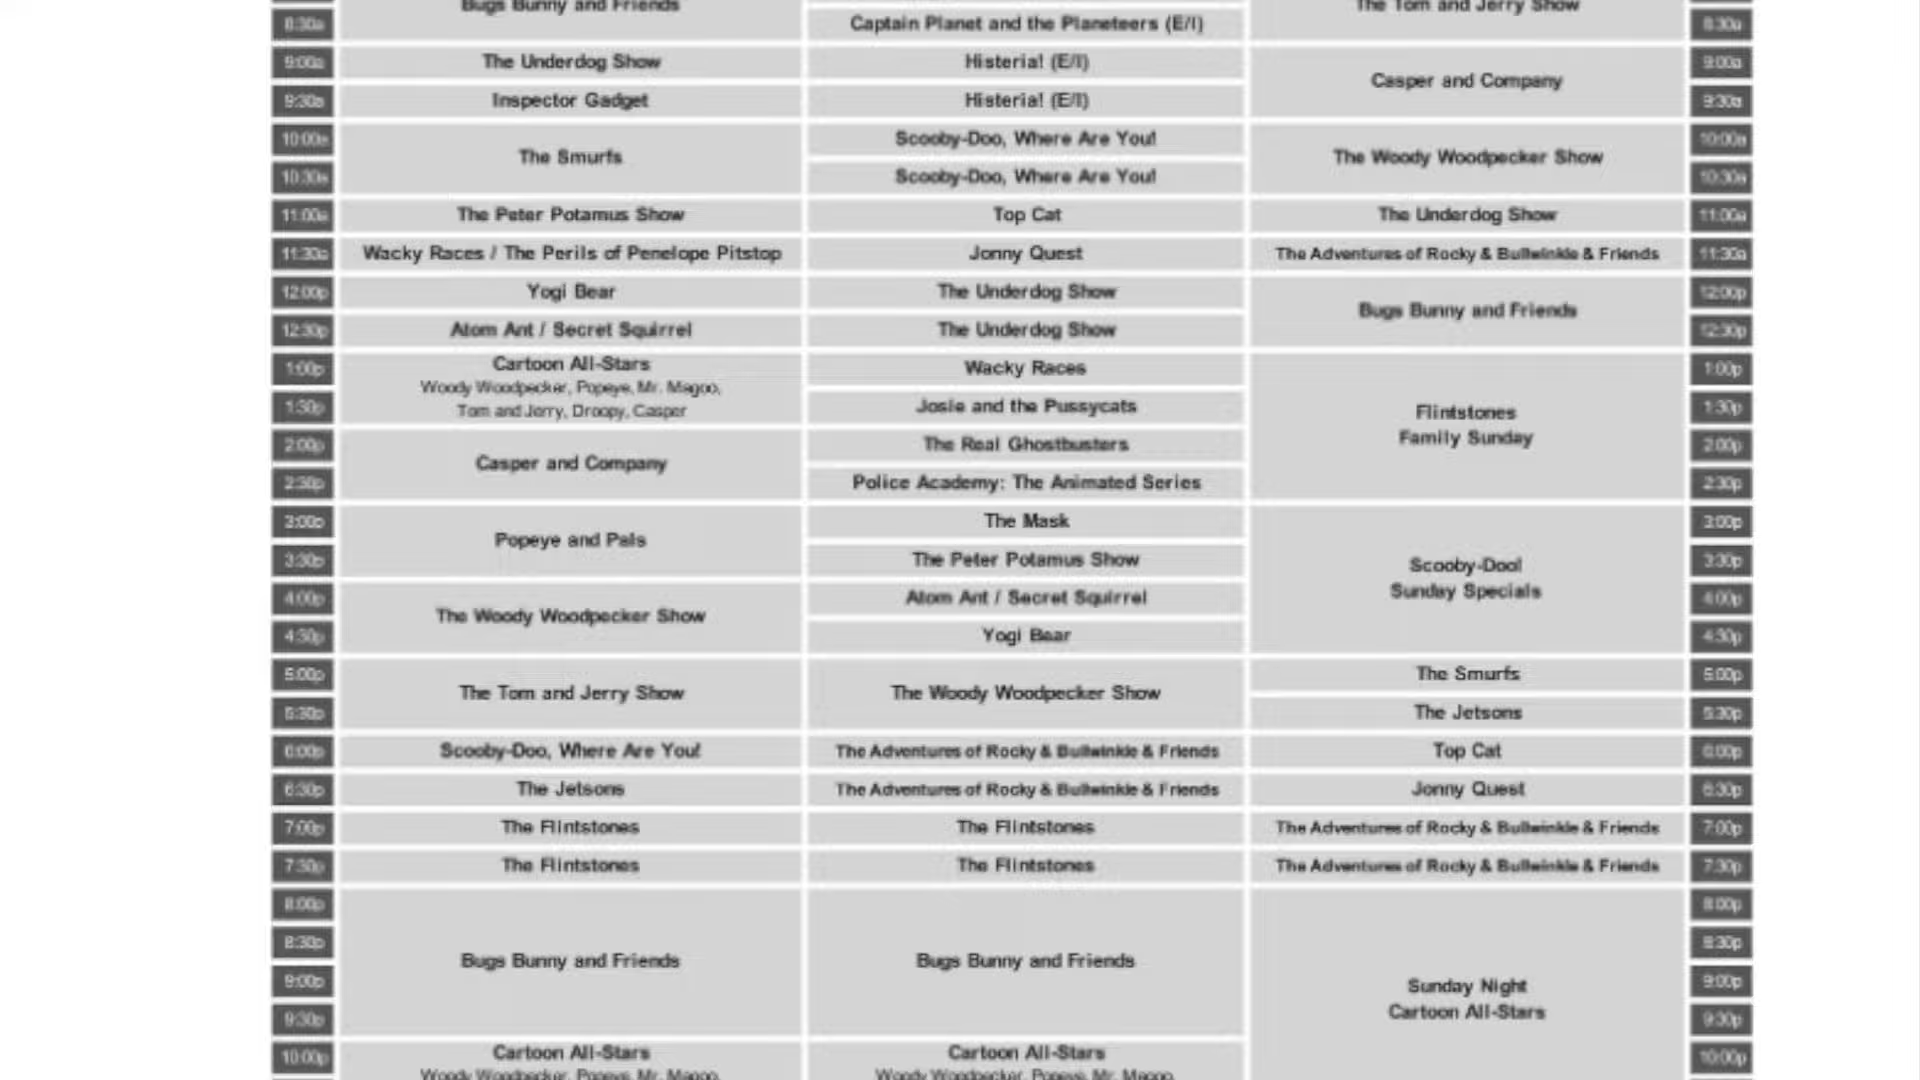 Bugs Bunny and Friends
The Tom and Jerry Show
8:30a
Captain Planet and the Planeteers (E/I)
8:30a
9:00a
The Underdog Show
Histeria! (E/I)
Casper and Company
9:00a
9:30a
Inspector Gadget
Histeria! (E/I)
9:30a
10:00a
The Smurfs
Scooby-Doo, Where Are You!
The Woody Woodpecker Show
10:00a
10:30a
Scooby-Doo, Where Are You!
10:30a
11:00a
The Peter Potamus Show
Top Cat
The Underdog Show
11:00a
11:30a
Wacky Races / The Perils of Penelope Pitstop
Jonny Quest
The Adventures of Rocky & Bullwinkle & Friends
11:30a
12:00p
Yogi Bear
The Underdog Show
Bugs Bunny and Friends
12:00p
12:30p
Atom Ant / Secret Squirrel
The Underdog Show
12:30p
1:00p
Cartoon All-Stars
Woody Woodpecker, Popeye, Mr. Magoo,
Tom and Jerry, Droopy, Casper
Wacky Races
Flintstones
Family Sunday
1:00p
1:30p
Josie and the Pussycats
1:30p
2:00p
Casper and Company
The Real Ghostbusters
2:00p
2:30p
Police Academy: The Animated Series
2:30p
3:00p
Popeye and Pals
The Mask
Scooby-Doo!
Sunday Specials
3:00p
3:30p
The Peter Potamus Show
3:30p
4:00p
The Woody Woodpecker Show
Atom Ant / Secret Squirrel
4:00p
4:30p
Yogi Bear
4:30p
5:00p
The Tom and Jerry Show
The Woody Woodpecker Show
The Smurfs
5:00p
5:30p
The Jetsons
5:30p
6:00p
Scooby-Doo, Where Are You!
The Adventures of Rocky & Bullwinkle & Friends
Top Cat
6:00p
6:30p
The Jetsons
The Adventures of Rocky & Bullwinkle & Friends
Jonny Quest
6:30p
7:00p
The Flintstones
The Flintstones
The Adventures of Rocky & Bullwinkle & Friends
7:00p
7:30p
The Flintstones
The Flintstones
The Adventures of Rocky & Bullwinkle & Friends
7:30p
8:00p
Bugs Bunny and Friends
Bugs Bunny and Friends
Sunday Night
Cartoon All-Stars
8:00p
8:30p
8:30p
9:00p
9:00p
9:30p
9:30p
10:00p
Cartoon All-Stars
Woody Woodpecker, Popeye, Mr. Magoo,
Cartoon All-Stars
Woody Woodpecker, Popeye, Mr. Magoo,
10:00p